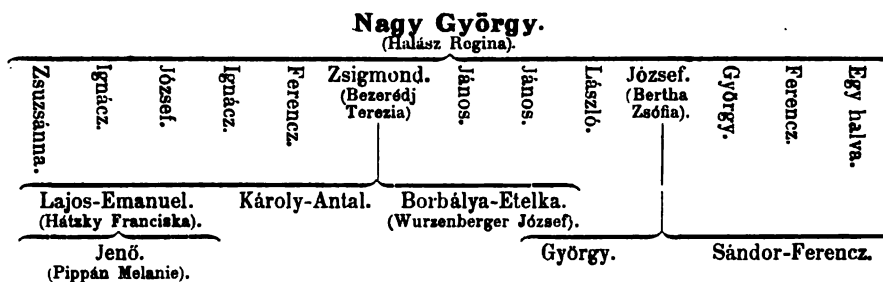 Nagy György.
(Halász Regina).
Zsuzsánna.
Ignácz.
József.
Ignácz.
Ferencz.
Zsigmond.
(Bezerédj
Terezia)
János.
János.
László.
József.
(Bertha
Zsófia).
György.
Ferencz.
Egy halva.
Lajos-Emanuel.
(Hátzky Franciska).
Károly-Antal.
Borbálya-Etelka.
(Wurzenberger József).
Jenő.
(Pippán Melanie).
György.
Sándor-Ferencz.